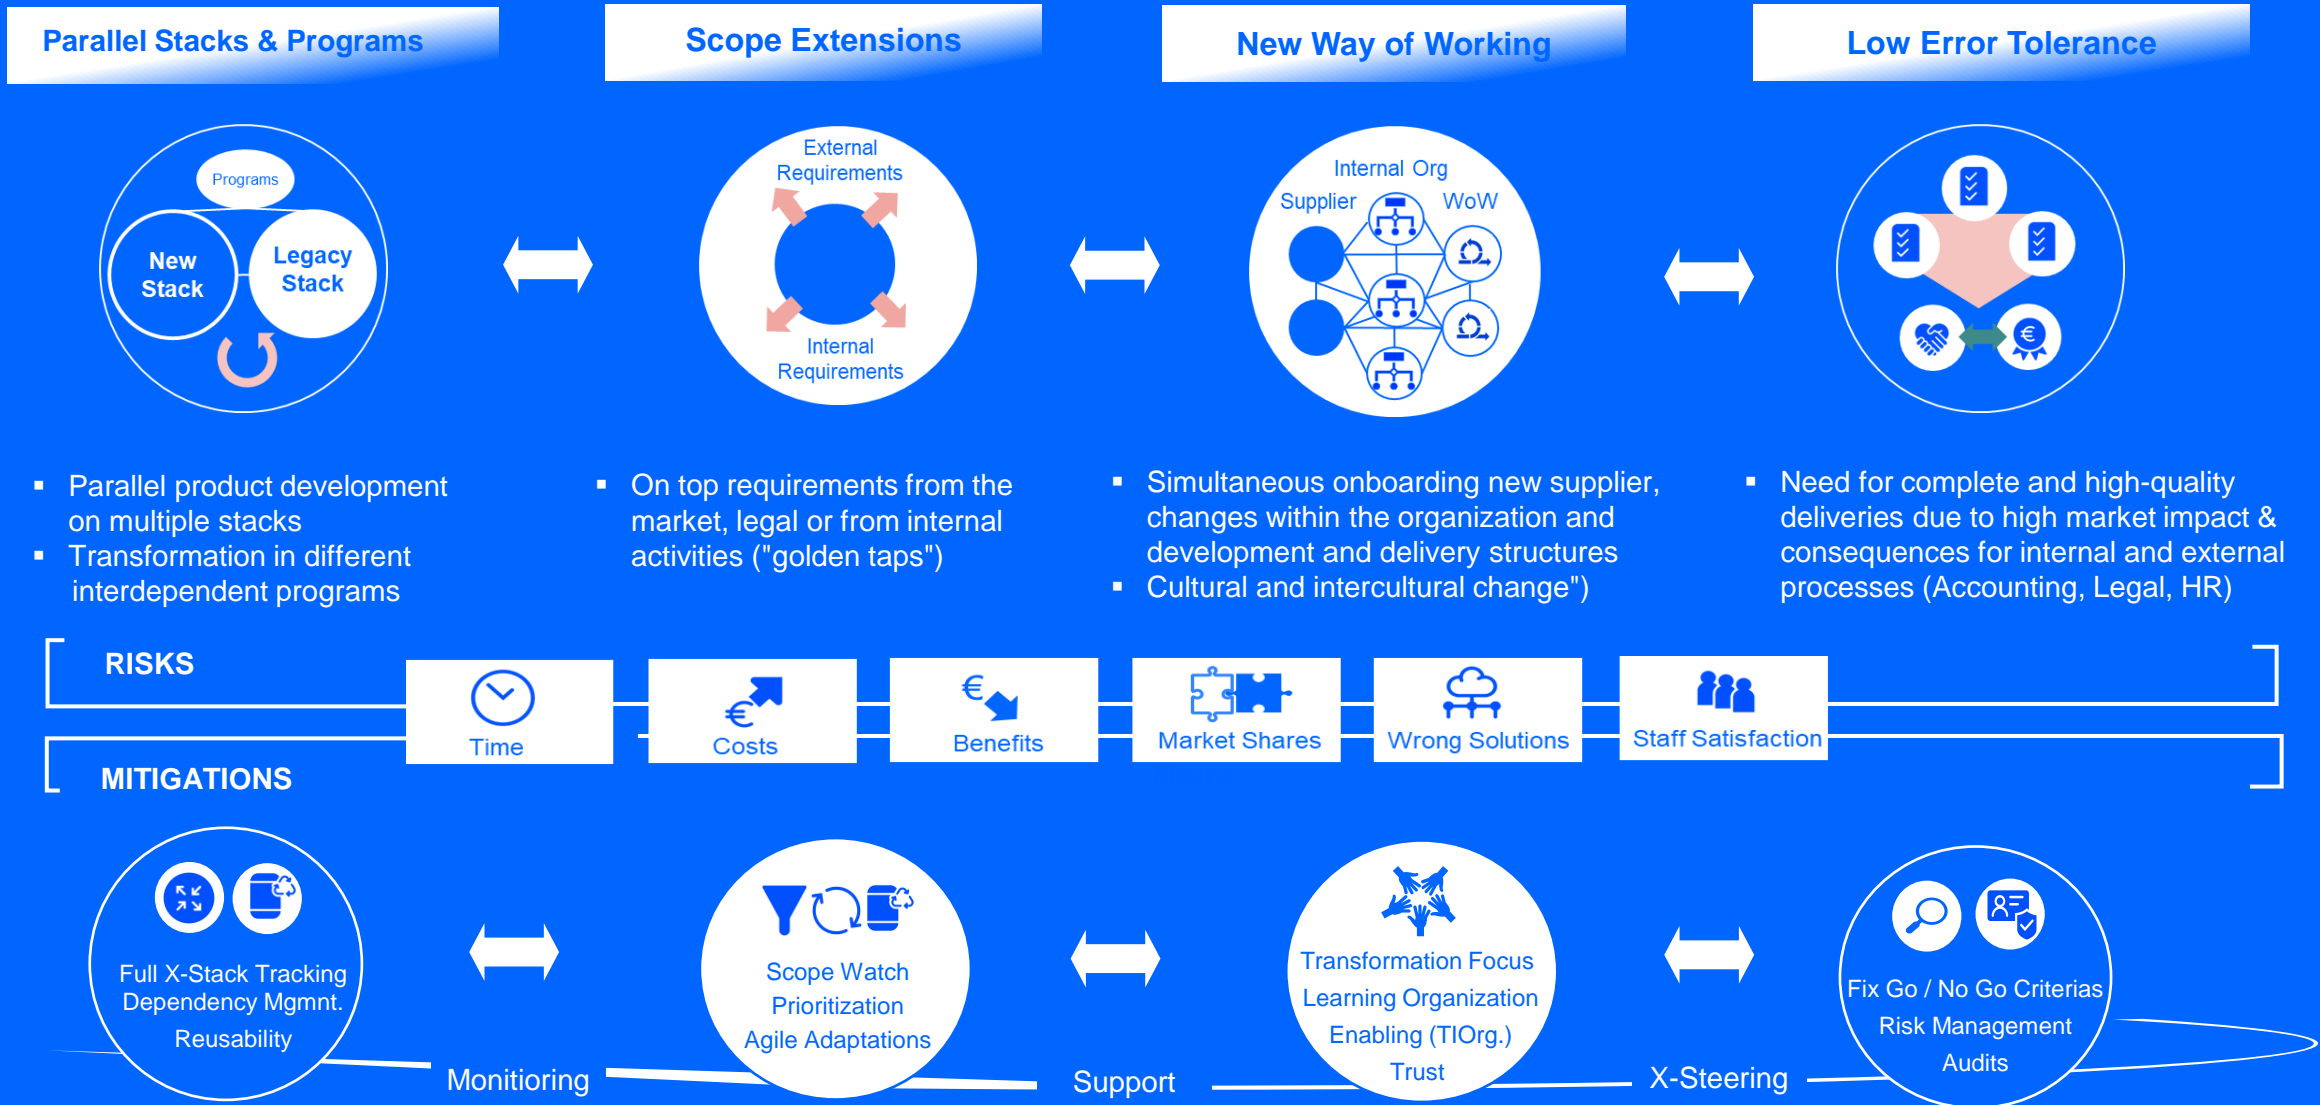 Parallel Stacks & Programs
Scope Extensions
New Way of Working
Low Error Tolerance
Programs
New
Stack
Legacy
Stack
External
Requirements
Internal
Requirements
Internal Org
Supplier
WoW
▪ Parallel product development
on multiple stacks
▪ Transformation in different
interdependent programs
▪ On top requirements from the
market, legal or from internal
activities ("golden taps")
▪ Simultaneous onboarding new supplier,
changes within the organization and
development and delivery structures
▪ Cultural and intercultural change")
▪ Need for complete and high-quality
deliveries due to high market impact &
consequences for internal and external
processes (Accounting, Legal, HR)
RISKS
€
€
€
Time
Costs
Benefits
Market Shares
Wrong Solutions
Staff Satisfaction
MITIGATIONS
Full X-Stack Tracking
Dependency Mgmnt.
Reusability
Scope Watch
Prioritization
Agile Adaptations
Transformation Focus
Learning Organization
Enabling (TIOrg.)
Trust
Fix Go / No Go Criterias
Risk Management
Audits
Monitioring
Support
X-Steering